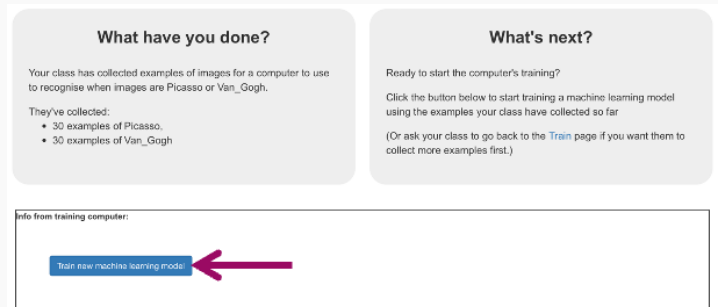 What have you done?
Your class has collected examples of images for a computer to use
to recognise when images are Picasso or Van_Gogh.
They've collected:
• 30 examples of Picasso,
• 30 examples of Van_Gogh
What's next?
Ready to start the computer's training?
Click the button below to start training a machine learning model
using the examples your class have collected so far
(Or ask your class to go back to the Train page if you want them to
collect more examples first.)
Info from training computer:
Train new machine learning model